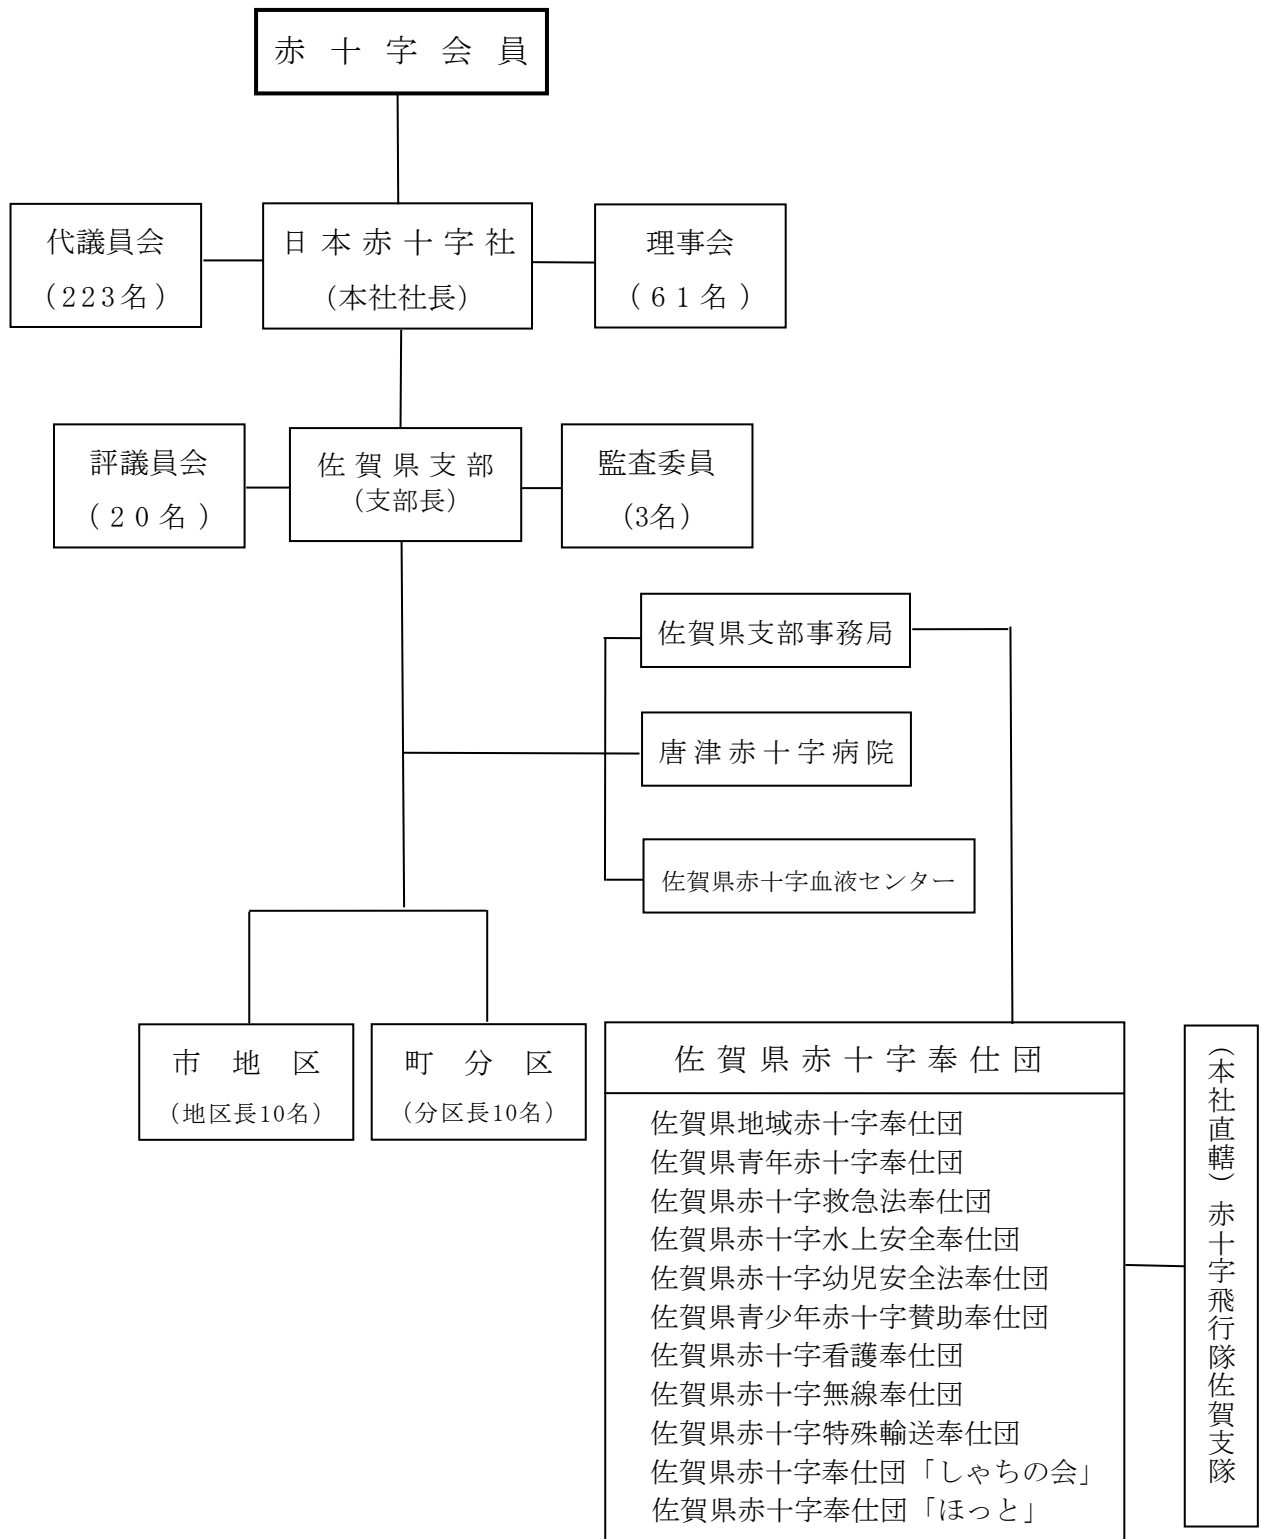 赤十字会員
代議員会
(223名)
日本赤十字社
(本社社長)
理事会
(61名)
評議員会
(20名)
佐賀県支部
(支部長)
監査委員
(3名)
佐賀県支部事務局
唐津赤十字病院
佐賀県赤十字血液センター
市地区
(地区長10名)
町分区
(分区長10名)
佐賀県赤十字奉仕団
佐賀県地域赤十字奉仕団
佐賀県青年赤十字奉仕団
佐賀県赤十字救急法奉仕団
佐賀県赤十字水上安全奉仕団
佐賀県赤十字幼児安全法奉仕団
佐賀県青少年赤十字賛助奉仕団
佐賀県赤十字看護奉仕団
佐賀県赤十字無線奉仕団
佐賀県赤十字特殊輸送奉仕団
佐賀県赤十字奉仕団「しゃちの会」
佐賀県赤十字奉仕団「ほっと」
(本社直轄)赤十字飛行隊佐賀支隊